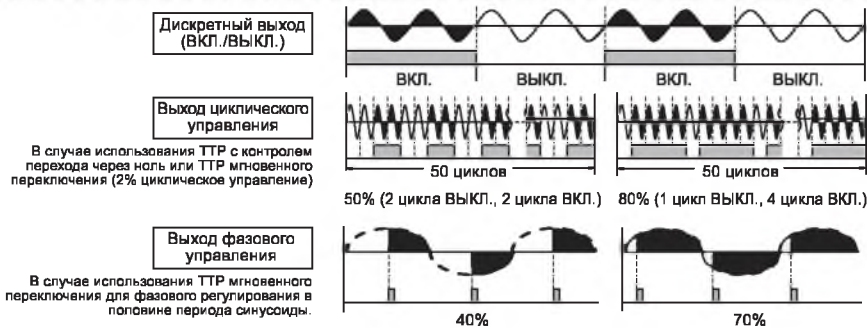 Дискретный выход
(ВКЛ./ВЫКЛ.)
ВКЛ. ВЫКЛ. ВКЛ. ВЫКЛ.
Выход циклического
управления
В случае использования ТТР с контролем
перехода через ноль или ТТР мгновенного
переключения (2% циклическое управление)
50 циклов 50 циклов
50% (2 цикла ВЫКЛ., 2 цикла ВКЛ.) 80% (1 цикл ВЫКЛ., 4 цикла ВКЛ.)
Выход фазового
управления
В случае использования ТТР мгновенного
переключения для фазового регулирования в
половине периода синусоиды.
40% 70%